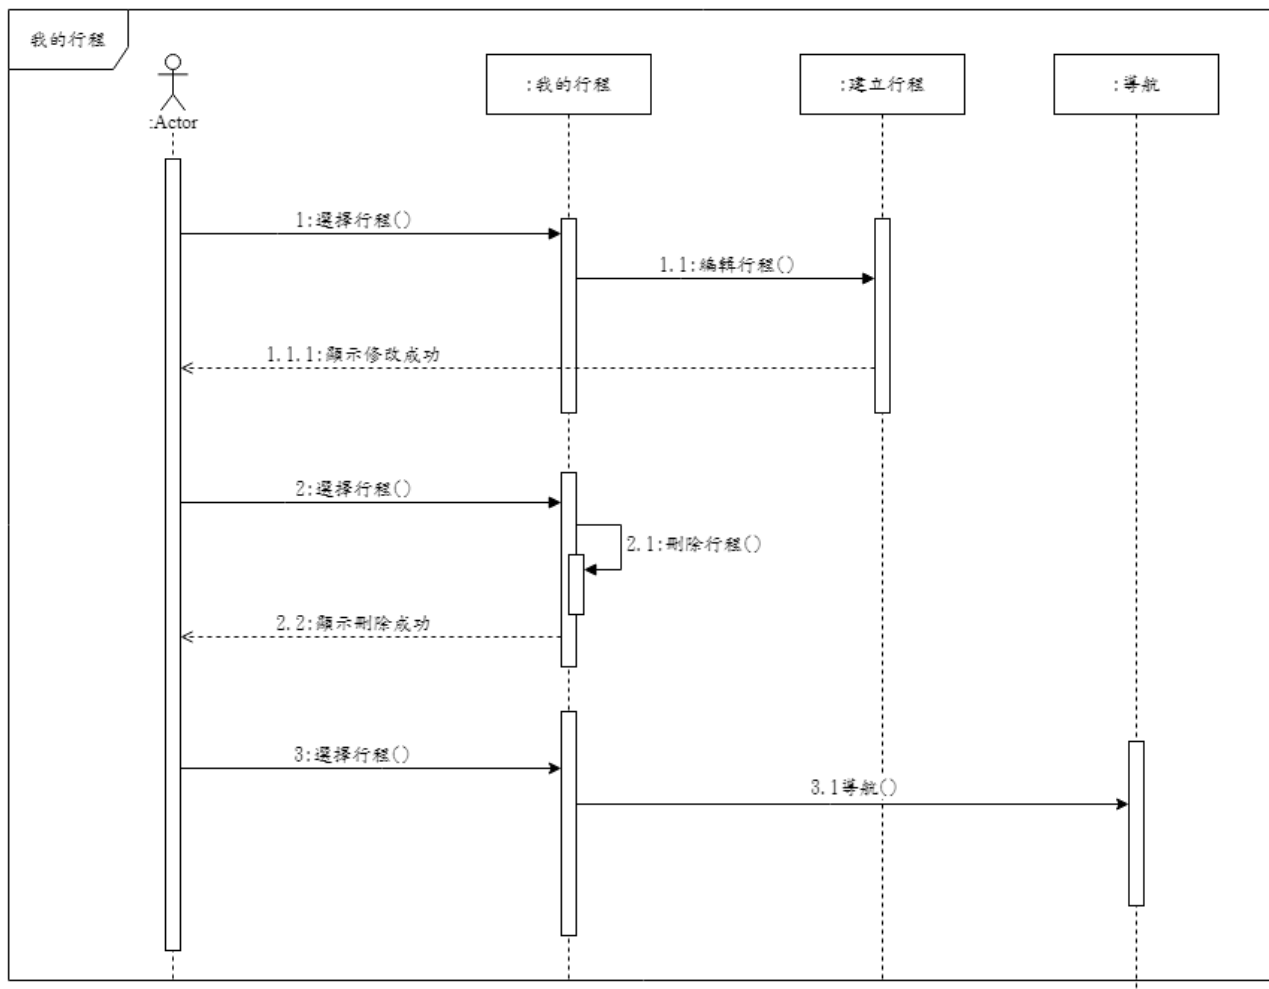 我的行程
:我的行程
:建立行程
:導航
:Actor
1:選擇行程()
1.1:編輯行程()
1.1.1:顯示修改成功
2:選擇行程()
2.1:刪除行程()
2.2:顯示刪除成功
3:選擇行程()
3.1導航()